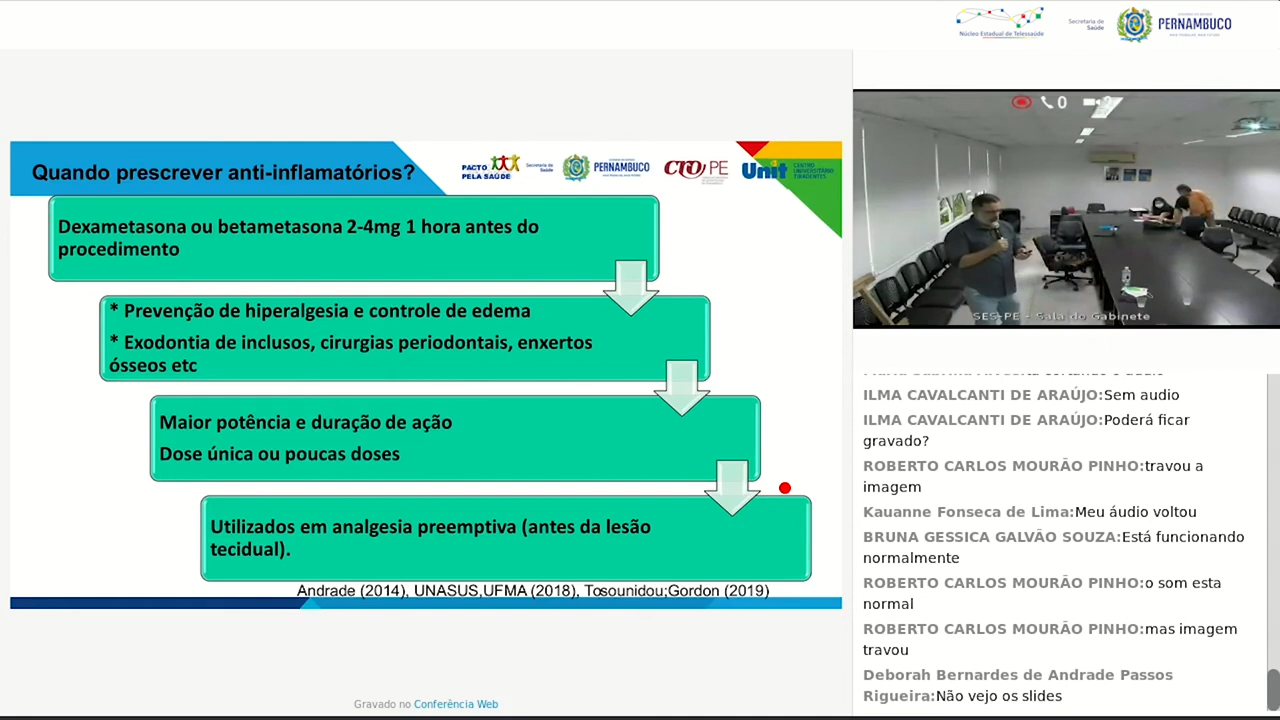 Núcleo Estadual de Telessaúde
Secretaria de
Saúde
PERNAMBUCO
Quando prescrever anti-inflamatórios?
PACTO
PELA SAÚDE
Secretaria de
Saúde
PERNAMBUCO
CRO PE
Unit
CENTRO
UNIVERSITÁRIO
TIRADENTES
Dexametasona ou betametasona 2-4mg 1 hora antes do
procedimento
* Prevenção de hiperalgesia e controle de edema
* Exodontia de inclusos, cirurgias periodontais, enxertos
ósseos etc
Maior potência e duração de ação
Dose única ou poucas doses
Utilizados em analgesia preemptiva (antes da lesão
tecidual).
Andrade (2014), UNASUS,UFMA (2018), Tosounidou;Gordon (2019)
Gravado no Conferência Web
0
SES-PE - Sala do Gabinete
ILMA CAVALCANTI DE ARAÚJO:Sem audio
ILMA CAVALCANTI DE ARAÚJO:Poderá ficar
gravado?
ROBERTO CARLOS MOURÃO PINHO:travou a
imagem
Kauanne Fonseca de Lima:Meu áudio voltou
BRUNA GESSICA GALVÃO SOUZA:Está funcionando
normalmente
ROBERTO CARLOS MOURÃO PINHO:o som esta
normal
ROBERTO CARLOS MOURÃO PINHO:mas imagem
travou
Deborah Bernardes de Andrade Passos
Rigueira:Não vejo os slides